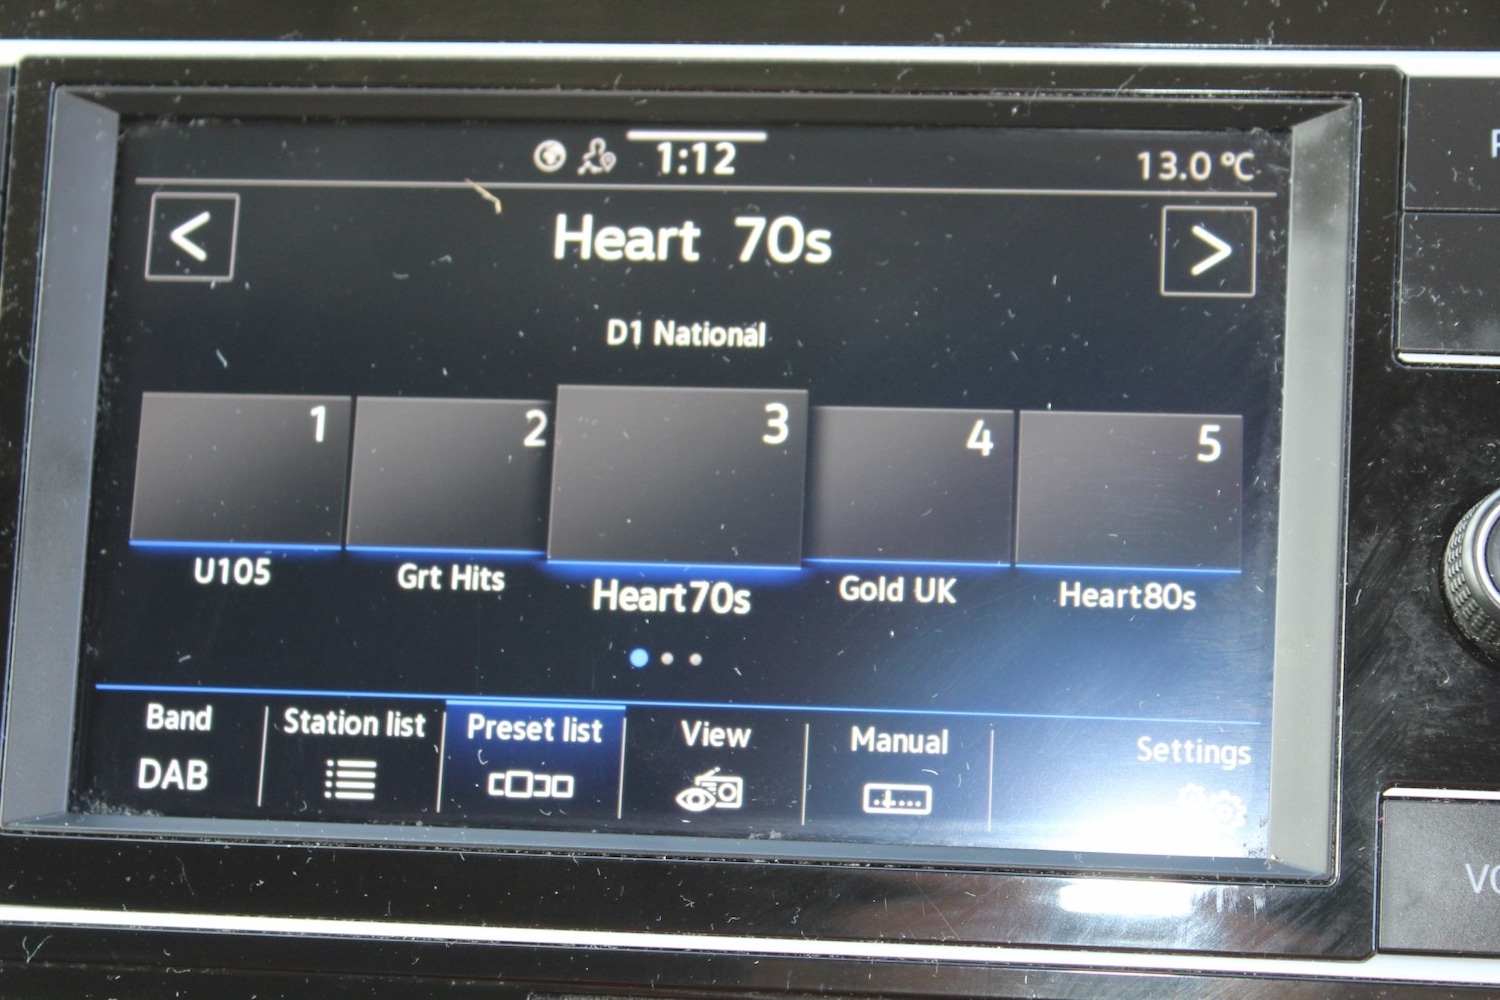 1:12
13.0 °C
<
Heart 70s
>
D1 National
1
2
3
4
5
U105
Grt Hits
Heart70s
Gold UK
Heart80s
Band
Station list
Preset list
View
Manual
Settings
DAB